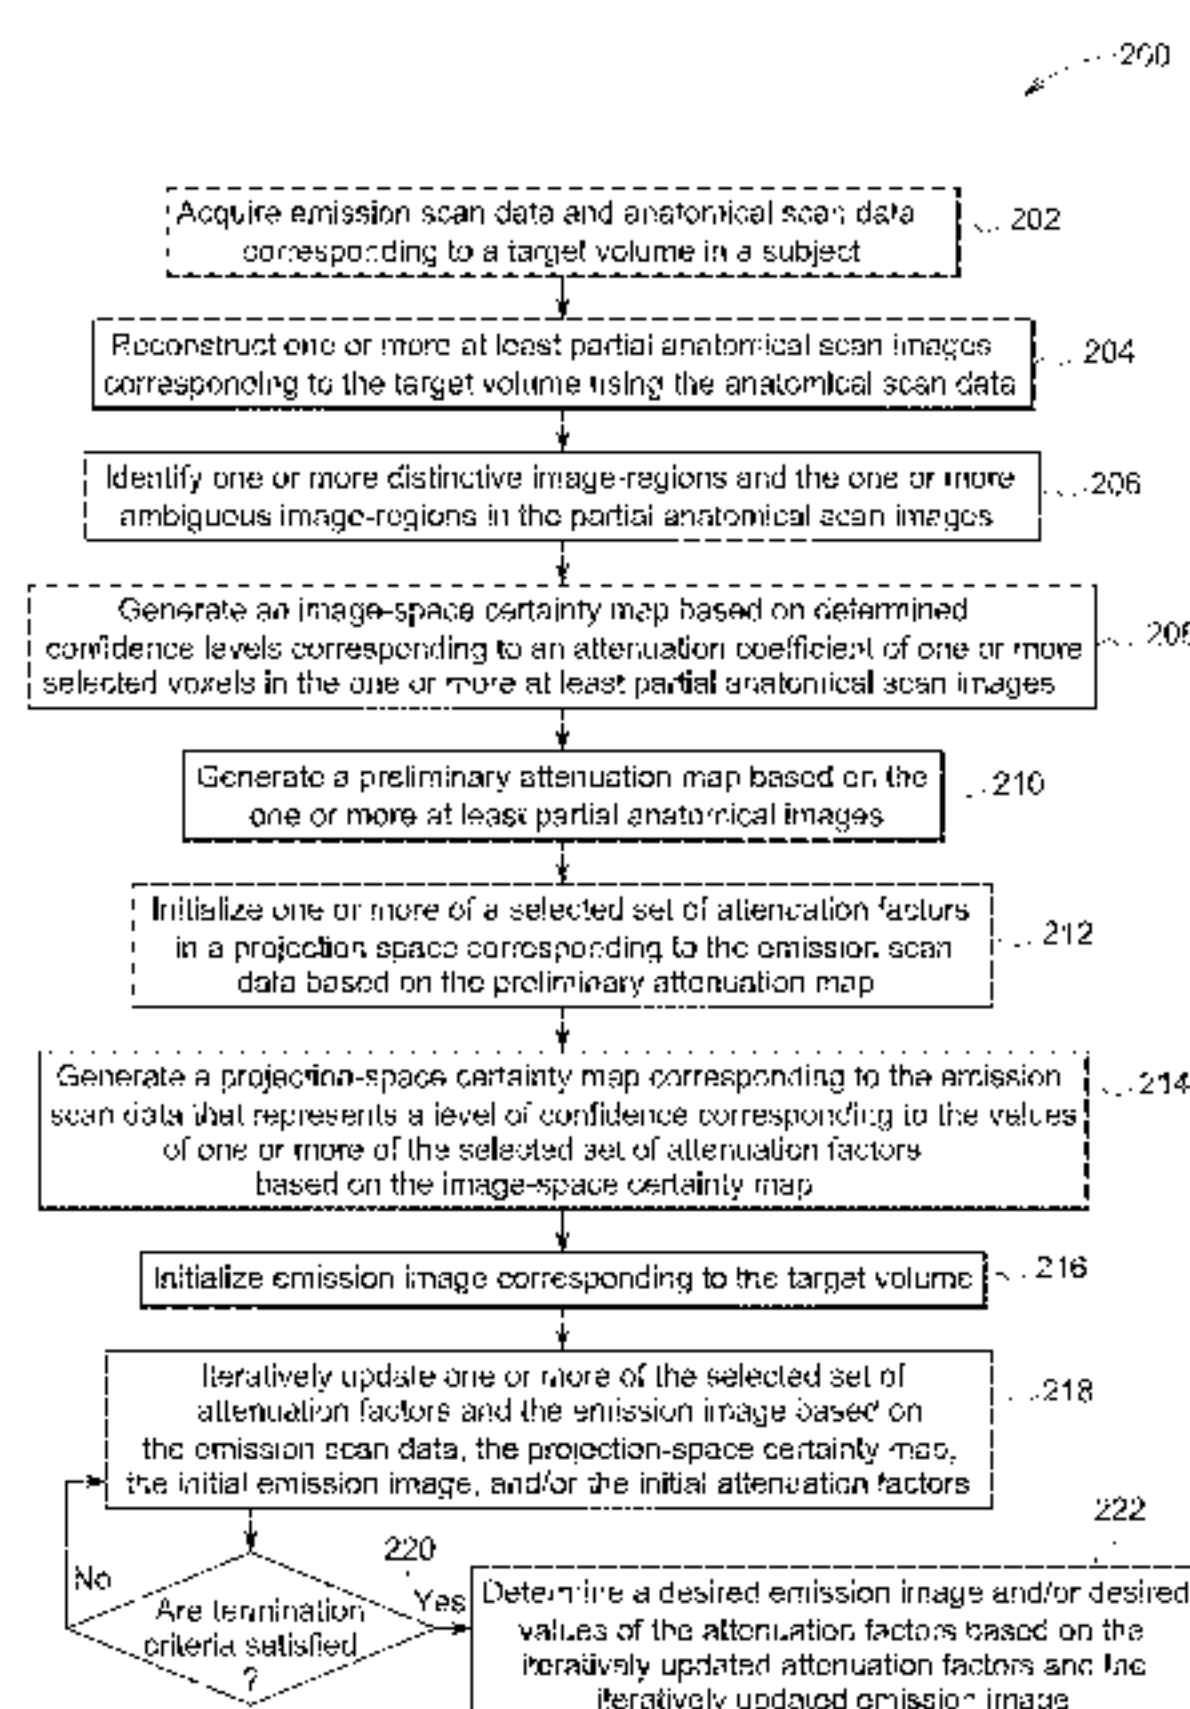 200
Acquire emission scan data and anatomical scan data
corresponding to a target volume in a subject
202
Reconstruct one or more at least partial anatomical scan images
corresponding to the target volume using the anatomical scan data
204
Identify one or more distinctive image-regions and the one or more
ambiguous image-regions in the partial anatomical scan images
206
Generate an image-space certainty map based on determined
confidence levels corresponding to an attenuation coefficient of one or more
selected voxels in the one or more at least partial anatomical scan images
208
Generate a preliminary attenuation map based on the
one or more at least partial anatomical images
210
Initialize one or more of a selected set of attenuation factors
in a projection space corresponding to the emission scan
data based on the preliminary attenuation map
212
Generate a projection-space certainty map corresponding to the emission
scan data that represents a level of confidence corresponding to the values
of one or more of the selected set of attenuation factors
based on the image-space certainty map
214
Initialize emission image corresponding to the target volume
216
Iteratively update one or more of the selected set of
attenuation factors and the emission image based on
the emission scan data, the projection-space certainty map,
the initial emission image, and/or the initial attenuation factors
218
No
Are termination
criteria satisfied
?
220
Yes
222
Determine a desired emission image and/or desired
values of the attenuation factors based on the
iteratively updated attenuation factors and the
iteratively updated emission image